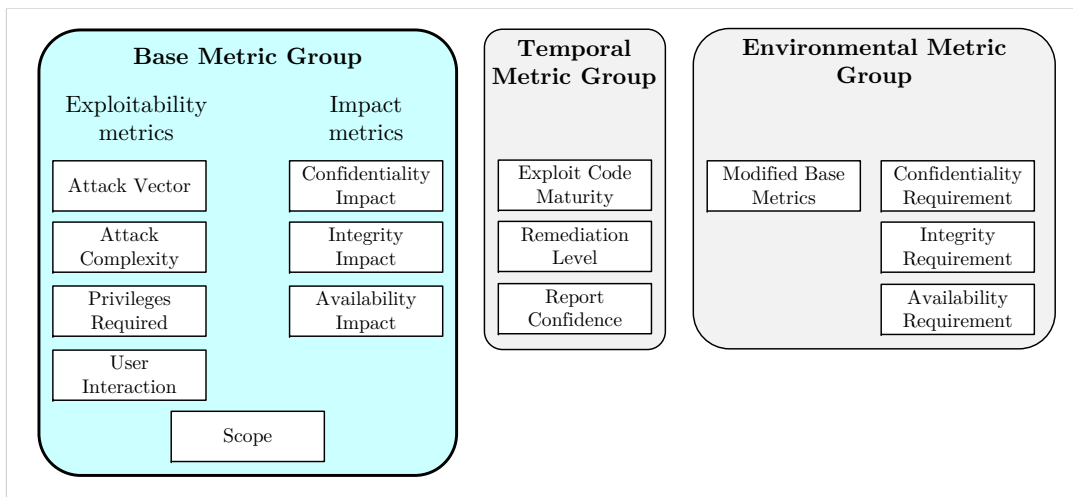 Base Metric Group
Exploitability
metrics
Impact
metrics
Attack Vector
Attack
Complexity
Privileges
Required
User
Interaction
Confidentiality
Impact
Integrity
Impact
Availability
Impact
Scope
Temporal
Metric Group
Exploit Code
Maturity
Remediation
Level
Report
Confidence
Environmental Metric
Group
Modified Base
Metrics
Confidentiality
Requirement
Integrity
Requirement
Availability
Requirement